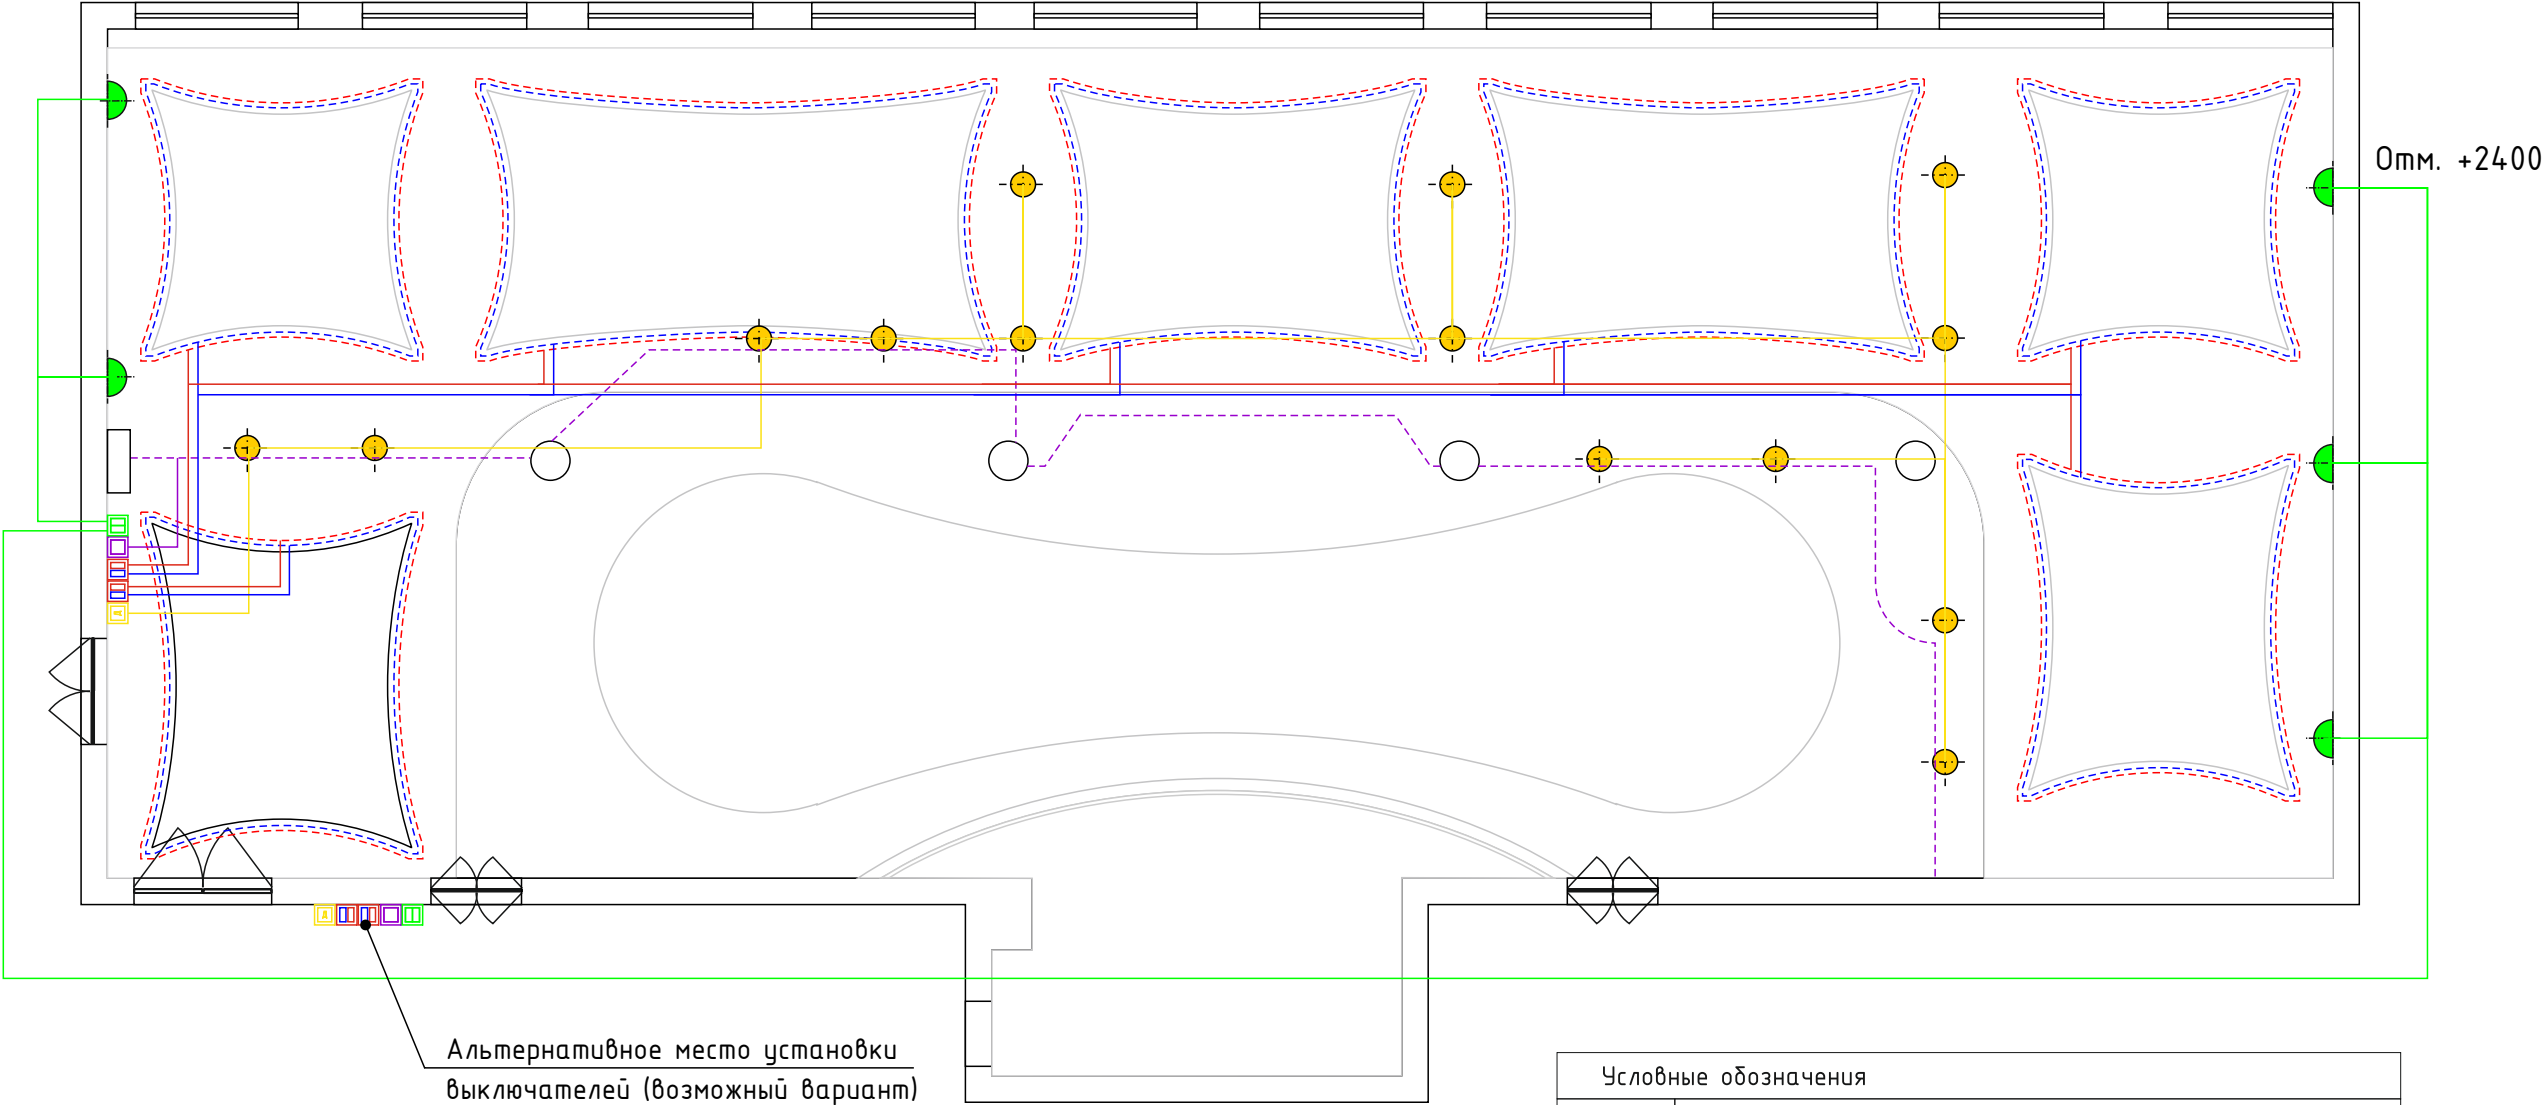 Отм. +2400
Альтернативное место установки
выключателей (возможный вариант)
Условные обозначения